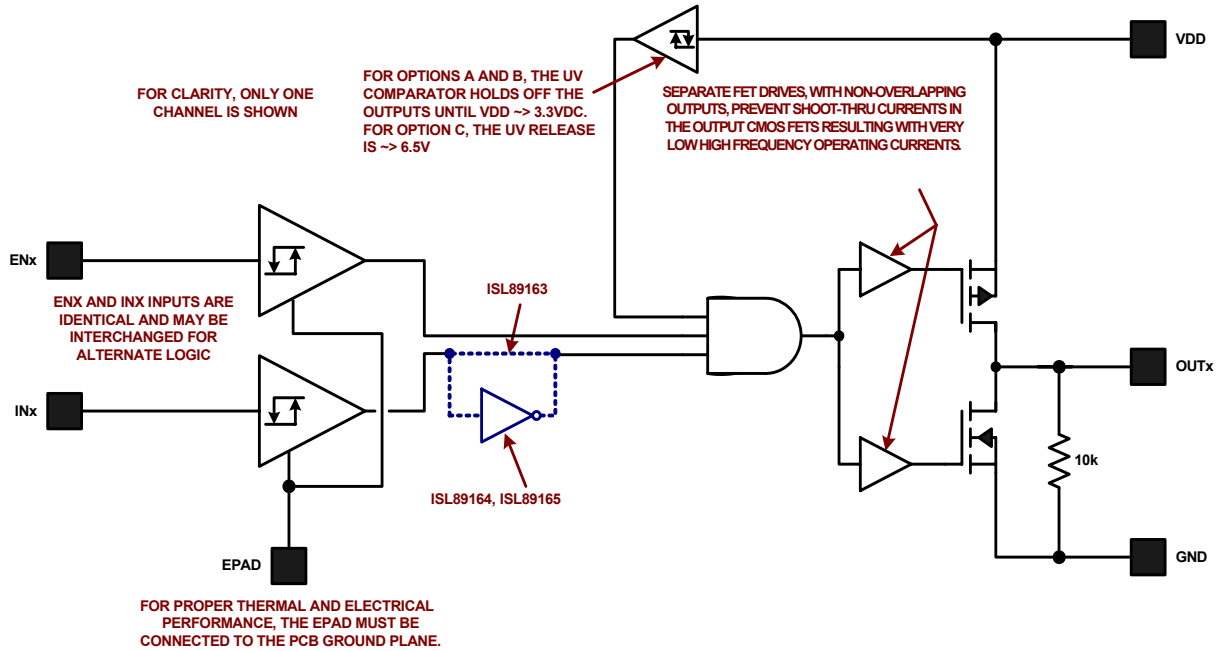 VDD
FOR CLARITY, ONLY ONE
CHANNEL IS SHOWN
FOR OPTIONS A AND B, THE UV
COMPARATOR HOLDS OFF THE
OUTPUTS UNTIL VDD ~> 3.3VDC.
FOR OPTION C, THE UV RELEASE
IS ~> 6.5V
SEPARATE FET DRIVES, WITH NON-OVERLAPPING
OUTPUTS, PREVENT SHOOT-THRU CURRENTS IN
THE OUTPUT CMOS FETS RESULTING WITH VERY
LOW HIGH FREQUENCY OPERATING CURRENTS.
ENx
ENX AND INX INPUTS ARE
IDENTICAL AND MAY BE
INTERCHANGED FOR
ALTERNATE LOGIC
ISL89163
INx
OUTx
10k
ISL89164, ISL89165
EPAD
GND
FOR PROPER THERMAL AND ELECTRICAL
PERFORMANCE, THE EPAD MUST BE
CONNECTED TO THE PCB GROUND PLANE.